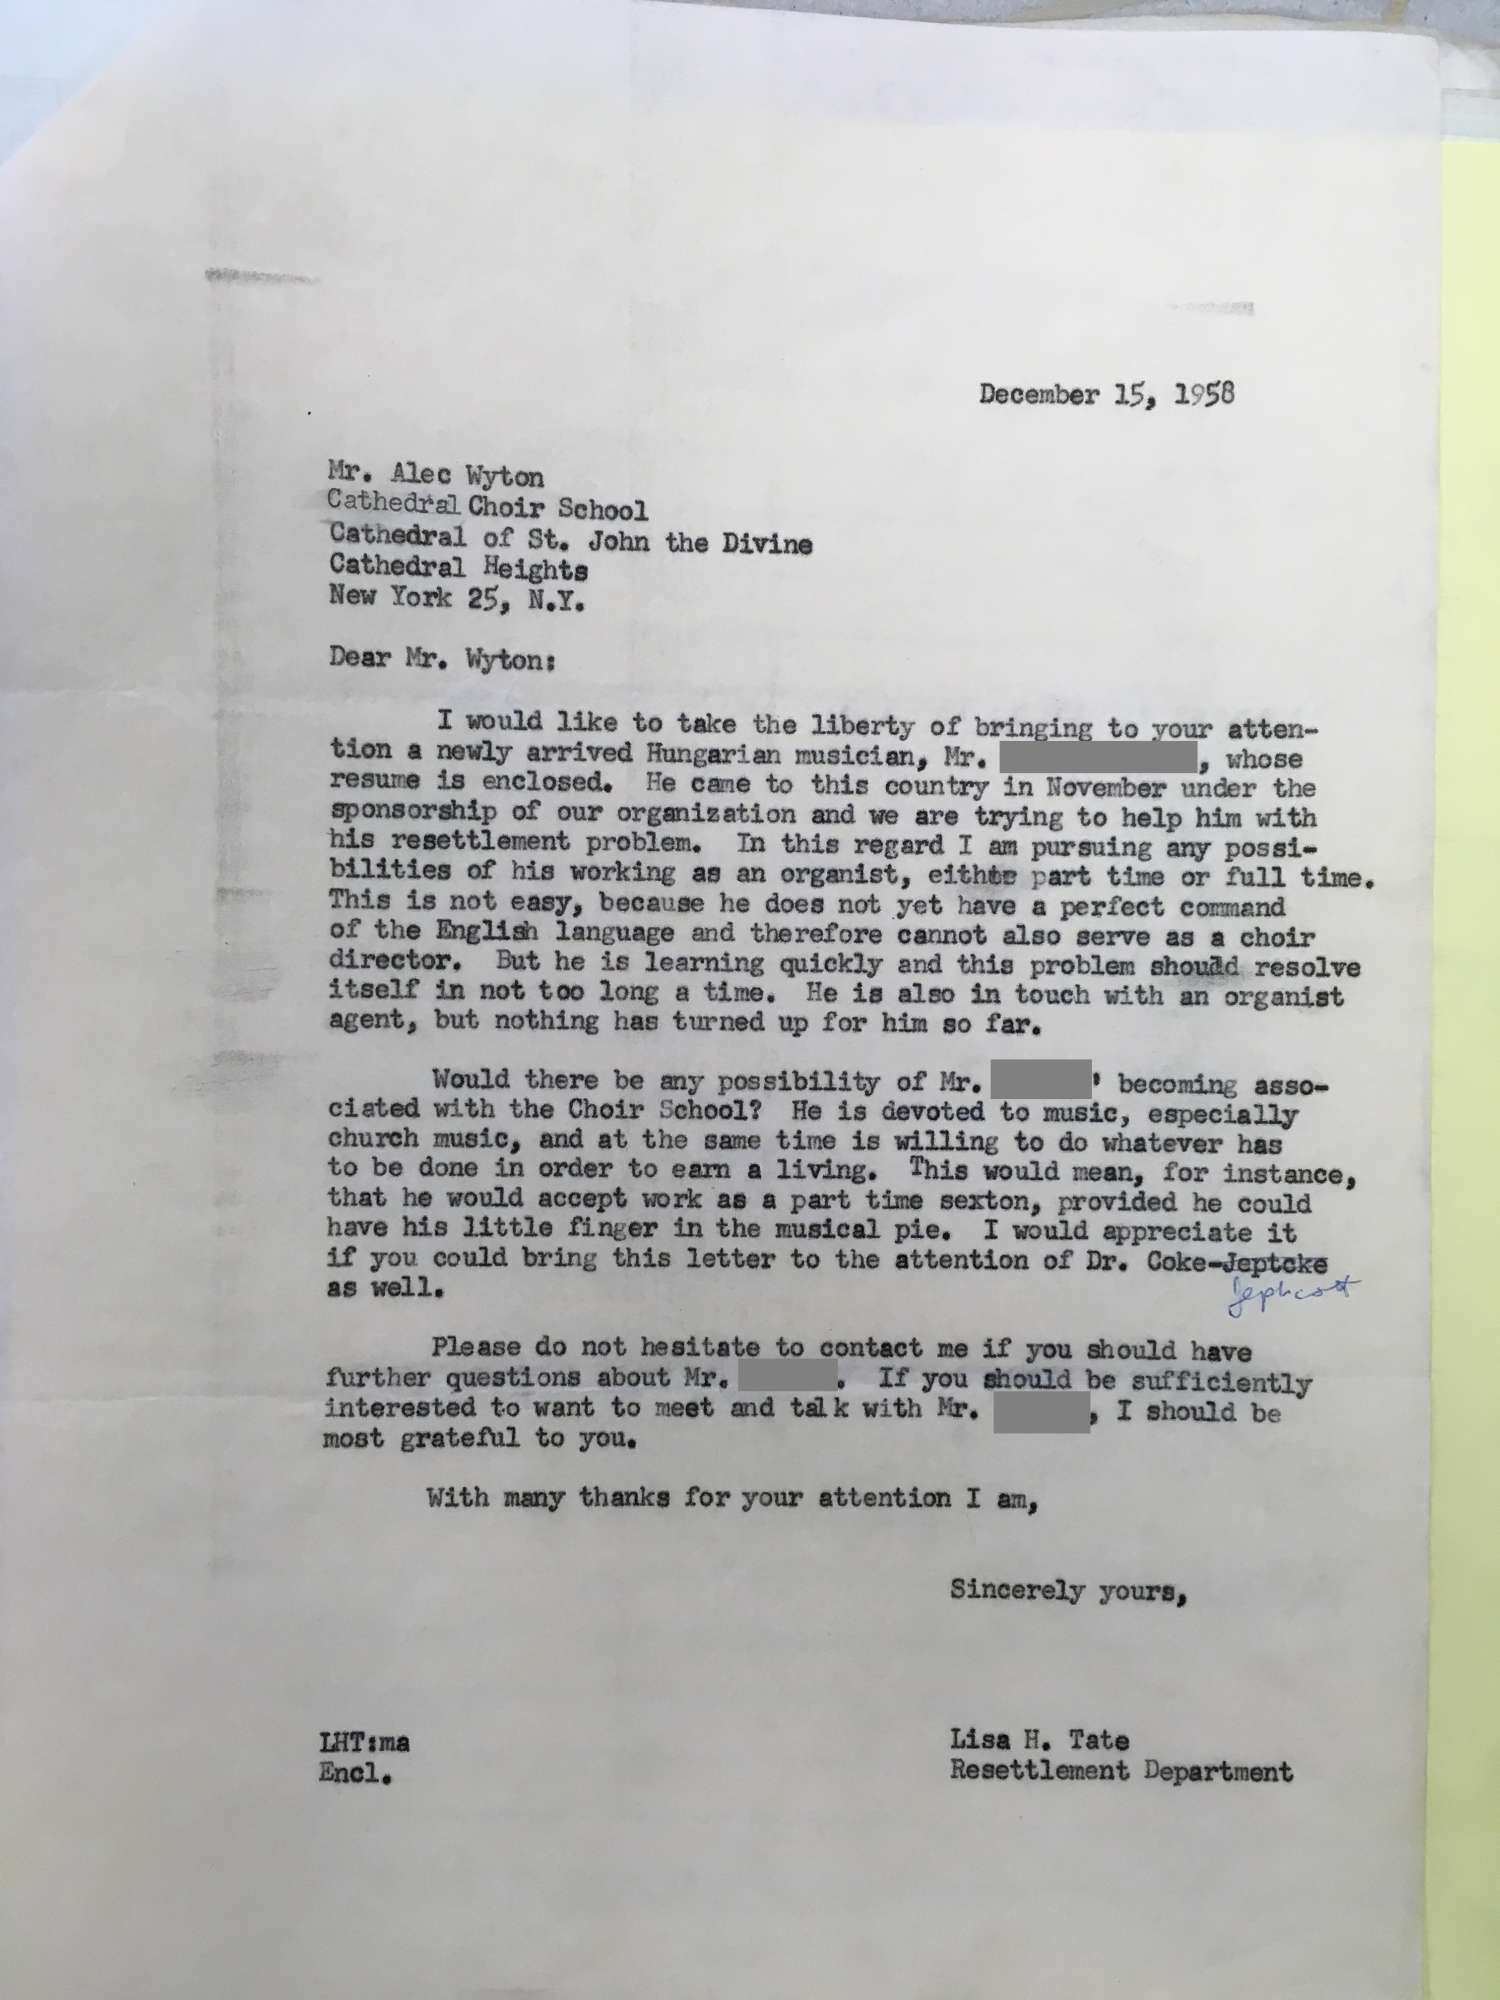 December 15, 1958
Mr. Alec Wyton
Cathedral Choir School
Cathedral of St. John the Divine
Cathedral Heights
New York 25, N.Y.
Dear Mr. Wyton:
I would like to take the liberty of bringing to your atten-
tion a newly arrived Hungarian musician, Mr. , whose
resume is enclosed. He came to this country in November under the
sponsorship of our organization and we are trying to help him with
his resettlement problem. In this regard I am pursuing any possi-
bilities of his working as an organist, either part time or full time.
This is not easy, because he does not yet have a perfect command
of the English language and therefore cannot also serve as a choir
director. But he is learning quickly and this problem should resolve
itself in not too long a time. He is also in touch with an organist
agent, but nothing has turned up for him so far.
Would there be any possibility of Mr. ' becoming asso-
ciated with the Choir School? He is devoted to music, especially
church music, and at the same time is willing to do whatever has
to be done in order to earn a living. This would mean, for instance,
that he would accept work as a part time sexton, provided he could
have his little finger in the musical pie. I would appreciate it
if you could bring this letter to the attention of Dr. Coke-Jeptcke
Jephcott
as well.
Please do not hesitate to contact me if you should have
further questions about Mr. . If you should be sufficiently
interested to want to meet and talk with Mr. , I should be
most grateful to you.
With many thanks for your attention I am,
Sincerely yours,
LHT:ma
Encl.
Lisa H. Tate
Resettlement Department